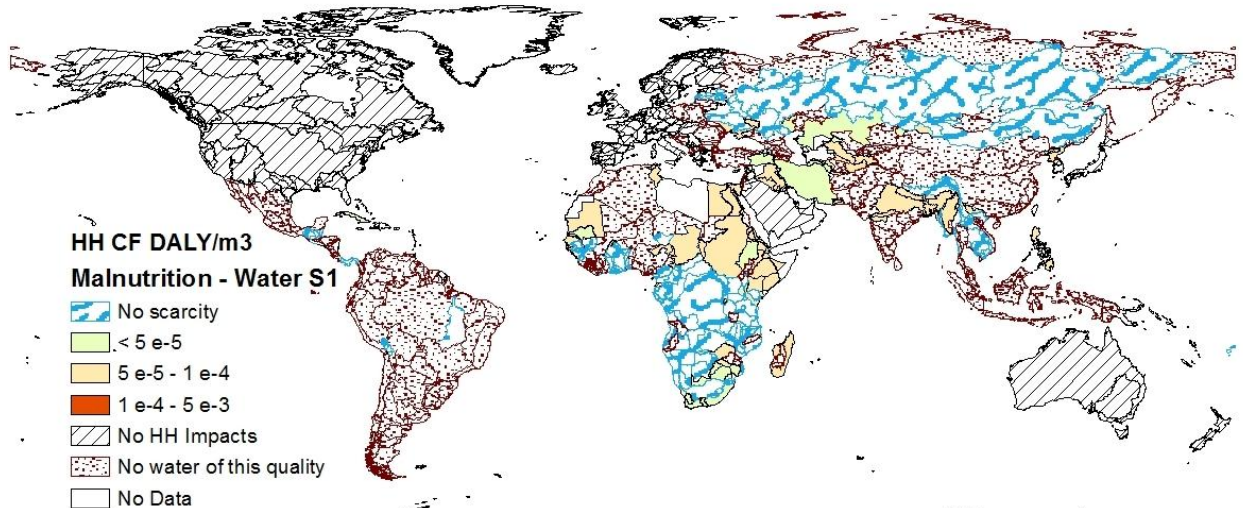 HH CF DALY/m3
Malnutrition - Water S1
No scarcity
< 5 e-5
5 e-5 - 1 e-4
1 e-4 - 5 e-3
No HH Impacts
No water of this quality
No Data